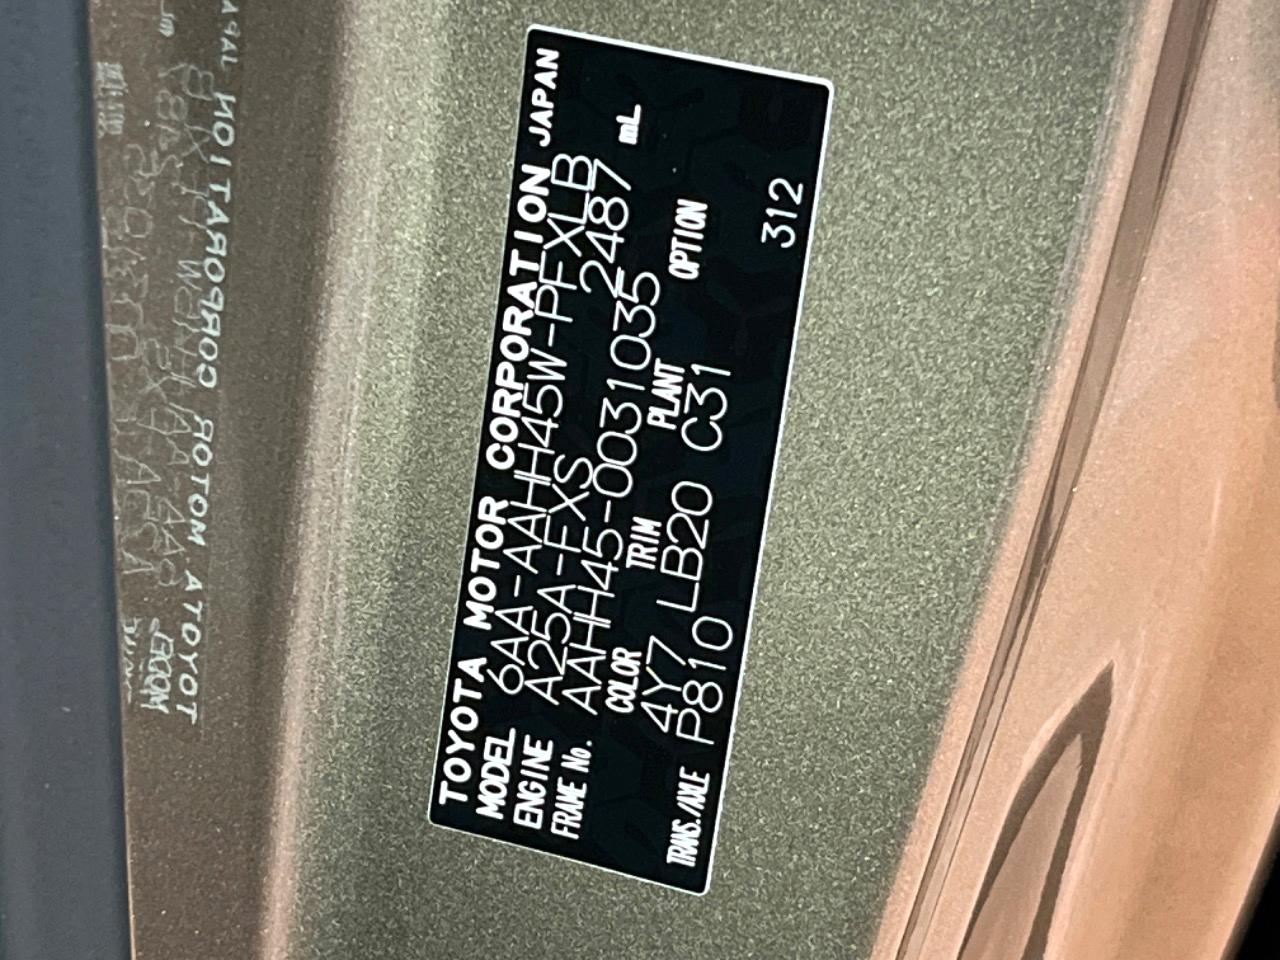 TOYOTA MOTOR CORPORATION JAPAN
MODEL 6AA-AAHH45W-PFXLB
ENGINE A25A-FXS 2487 mL
FRAME No. AAHH45-0031035
COLOR TRIM PLANT OPTION
4Y7 LB20 C31
TRANS./AXLE P810 312